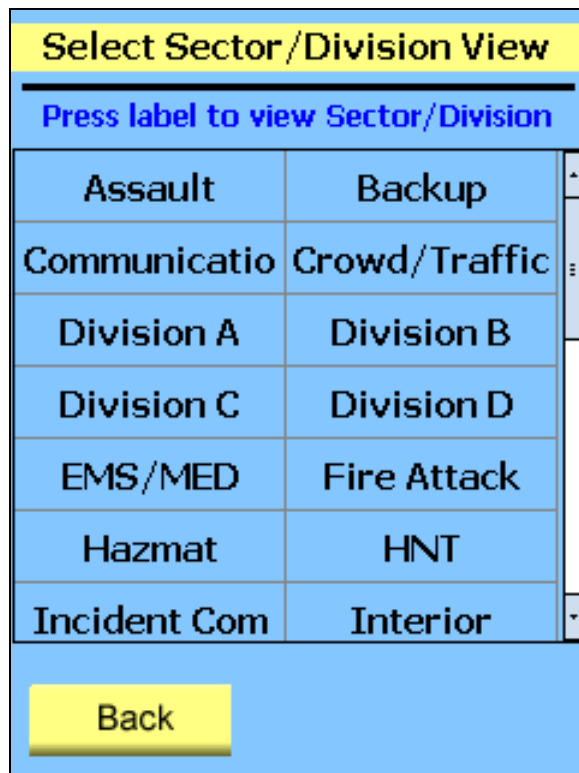 Select Sector/Division View
Press label to view Sector/Division
Assault Backup
Communicatio Crowd/Traffic
Division A Division B
Division C Division D
EMS/MED Fire Attack
Hazmat HNT
Incident Com Interior
Back